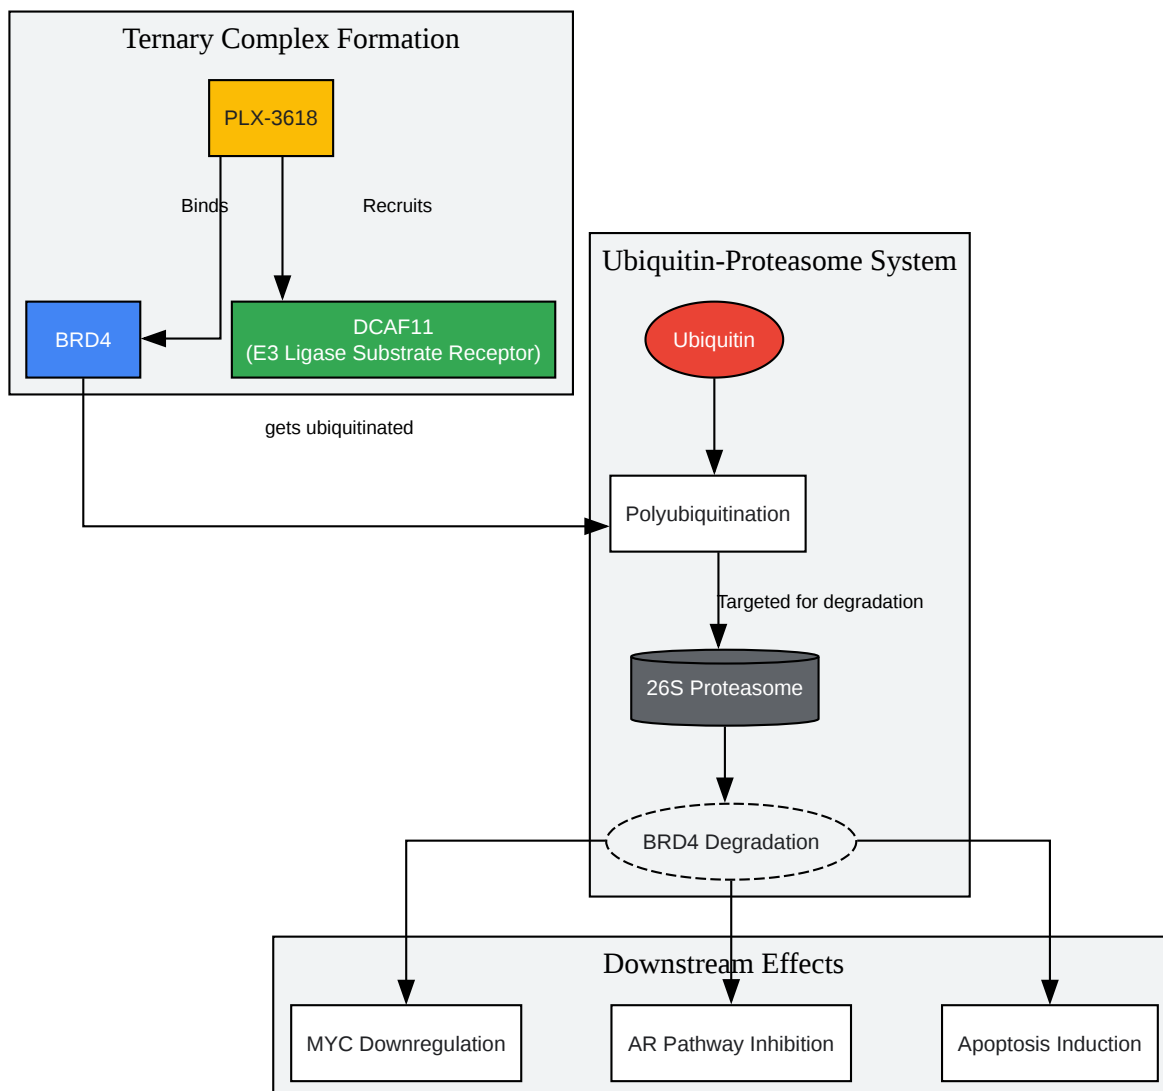 Ternary Complex Formation
PLX-3618
Binds
Recruits
BRD4
DCAF11
(E3 Ligase Substrate Receptor)
gets ubiquitinated
Ubiquitin-Proteasome System
Ubiquitin
Polyubiquitination
Targeted for degradation
26S Proteasome
BRD4 Degradation
Downstream Effects
MYC Downregulation
AR Pathway Inhibition
Apoptosis Induction